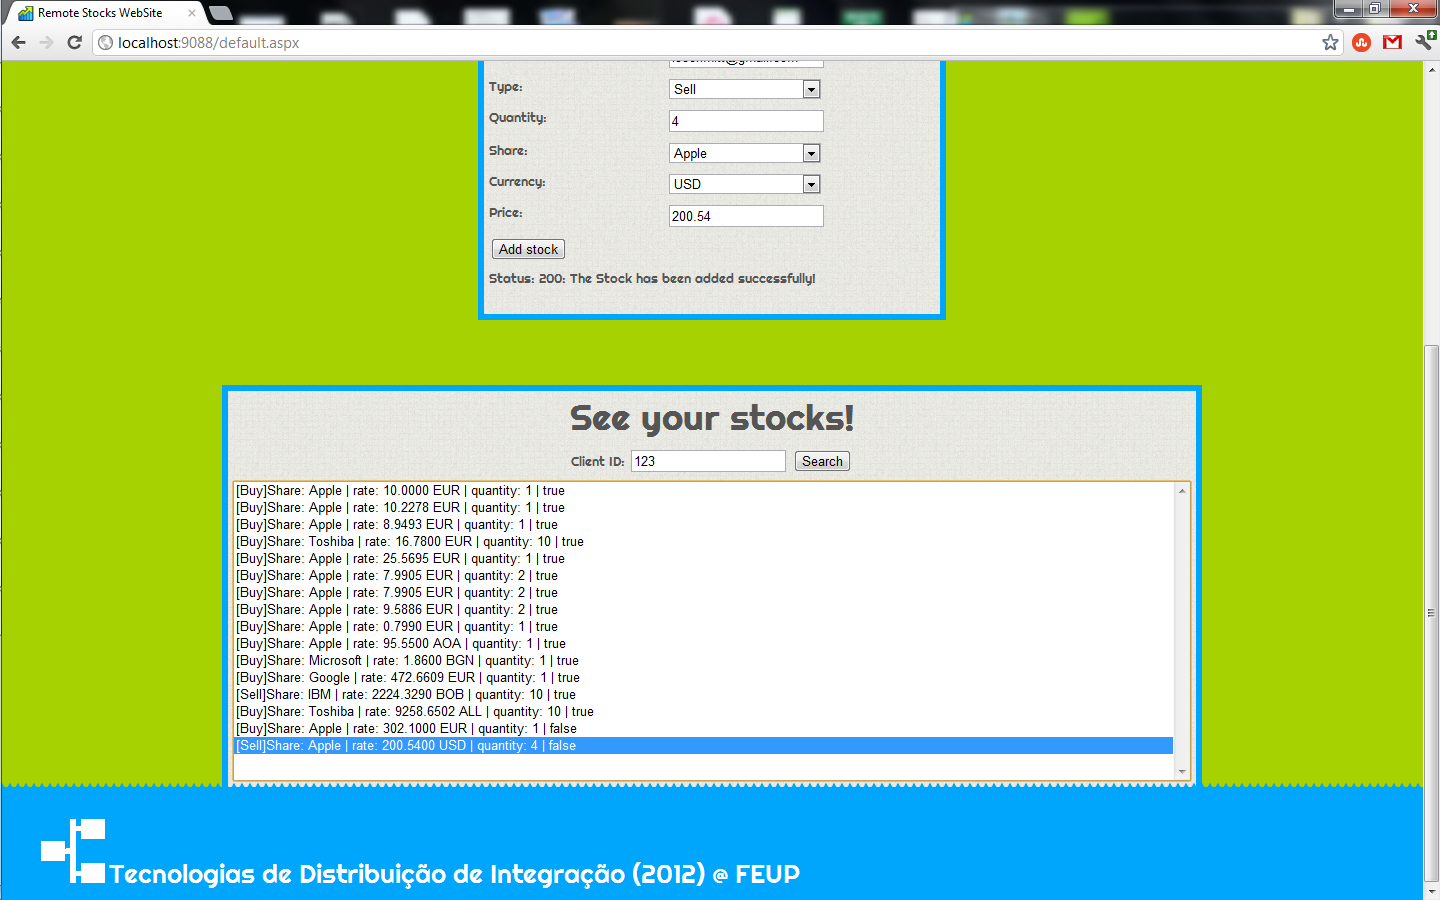 Remote Stocks WebSite
localhost:9088/default.aspx
Type:
Sell
Quantity:
4
Share:
Apple
Currency:
USD
Price:
200.54
Add stock
Status: 200: The Stock has been added successfully!
See your stocks!
Client ID: 123 Search
[Buy]Share: Apple | rate: 10.0000 EUR | quantity: 1 | true
[Buy]Share: Apple | rate: 10.2278 EUR | quantity: 1 | true
[Buy]Share: Apple | rate: 8.9493 EUR | quantity: 1 | true
[Buy]Share: Toshiba | rate: 16.7800 EUR | quantity: 10 | true
[Buy]Share: Apple | rate: 25.5695 EUR | quantity: 1 | true
[Buy]Share: Apple | rate: 7.9905 EUR | quantity: 2 | true
[Buy]Share: Apple | rate: 7.9905 EUR | quantity: 2 | true
[Buy]Share: Apple | rate: 9.5886 EUR | quantity: 2 | true
[Buy]Share: Apple | rate: 0.7990 EUR | quantity: 1 | true
[Buy]Share: Apple | rate: 95.5500 AOA | quantity: 1 | true
[Buy]Share: Microsoft | rate: 1.8600 BGN | quantity: 1 | true
[Buy]Share: Google | rate: 472.6609 EUR | quantity: 1 | true
[Sell]Share: IBM | rate: 2224.3290 BOB | quantity: 10 | true
[Buy]Share: Toshiba | rate: 9258.6502 ALL | quantity: 10 | true
[Buy]Share: Apple | rate: 302.1000 EUR | quantity: 1 | false
[Sell]Share: Apple | rate: 200.5400 USD | quantity: 4 | false
Tecnologias de Distribuição de Integração (2012) @ FEUP